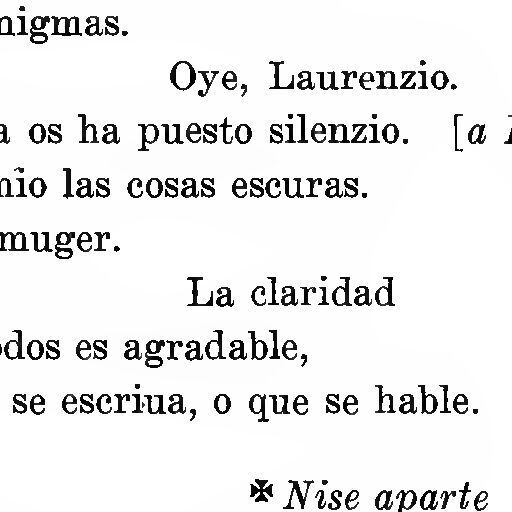 nigmas.
Oye, Laurenzio.
a os ha puesto silenzio. [a
nio las cosas escuras.
muger.
La claridad
odos es agradable,
se escriua, o que se hable.
✠ Nise aparte